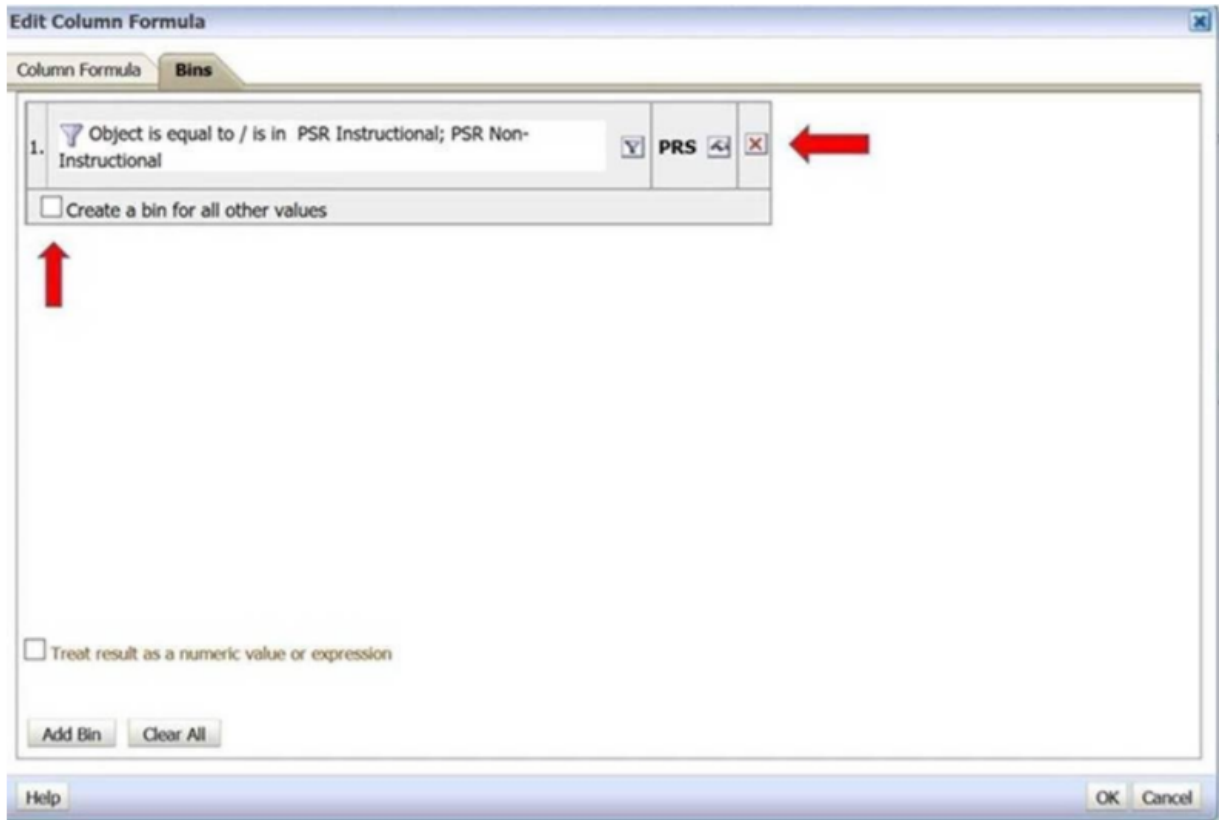 Edit Column Formula
Column Formula Bins
1. Object is equal to / is in PSR Instructional; PSR Non-
Instructional
PRS
Create a bin for all other values
Treat result as a numeric value or expression
Add Bin Clear All
Help OK Cancel